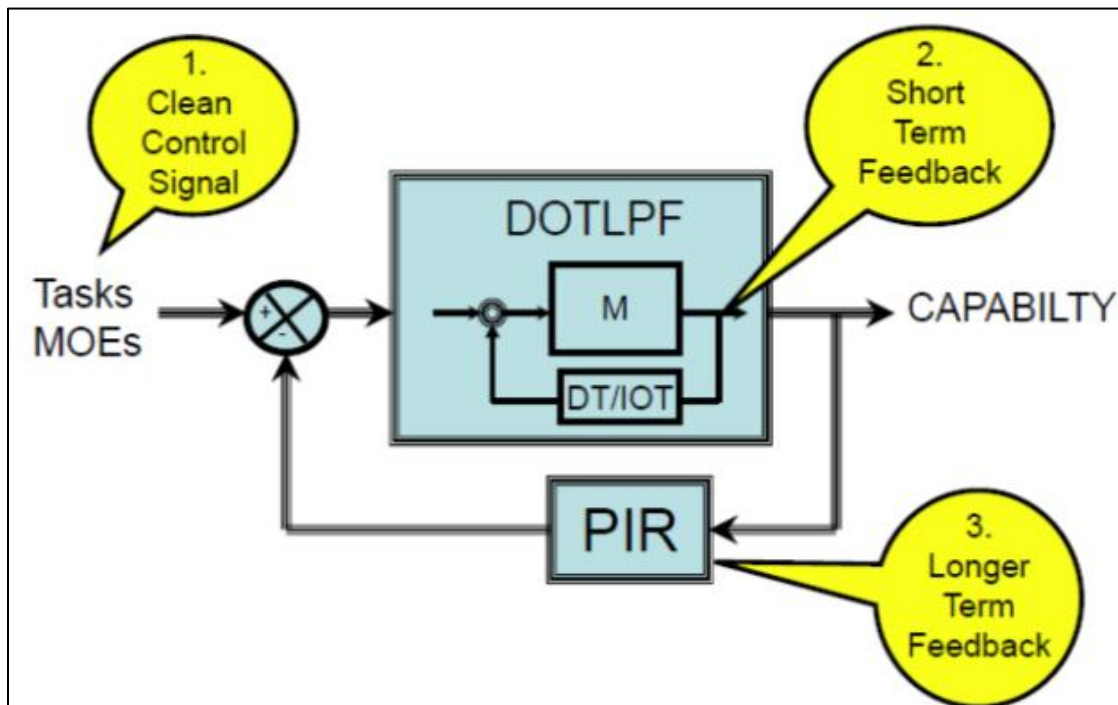 1.
Clean
Control
Signal
2.
Short
Term
Feedback
DOTLPF
Tasks
MOEs
+
-
M
CAPABILTY
DT/IOT
PIR
3.
Longer
Term
Feedback